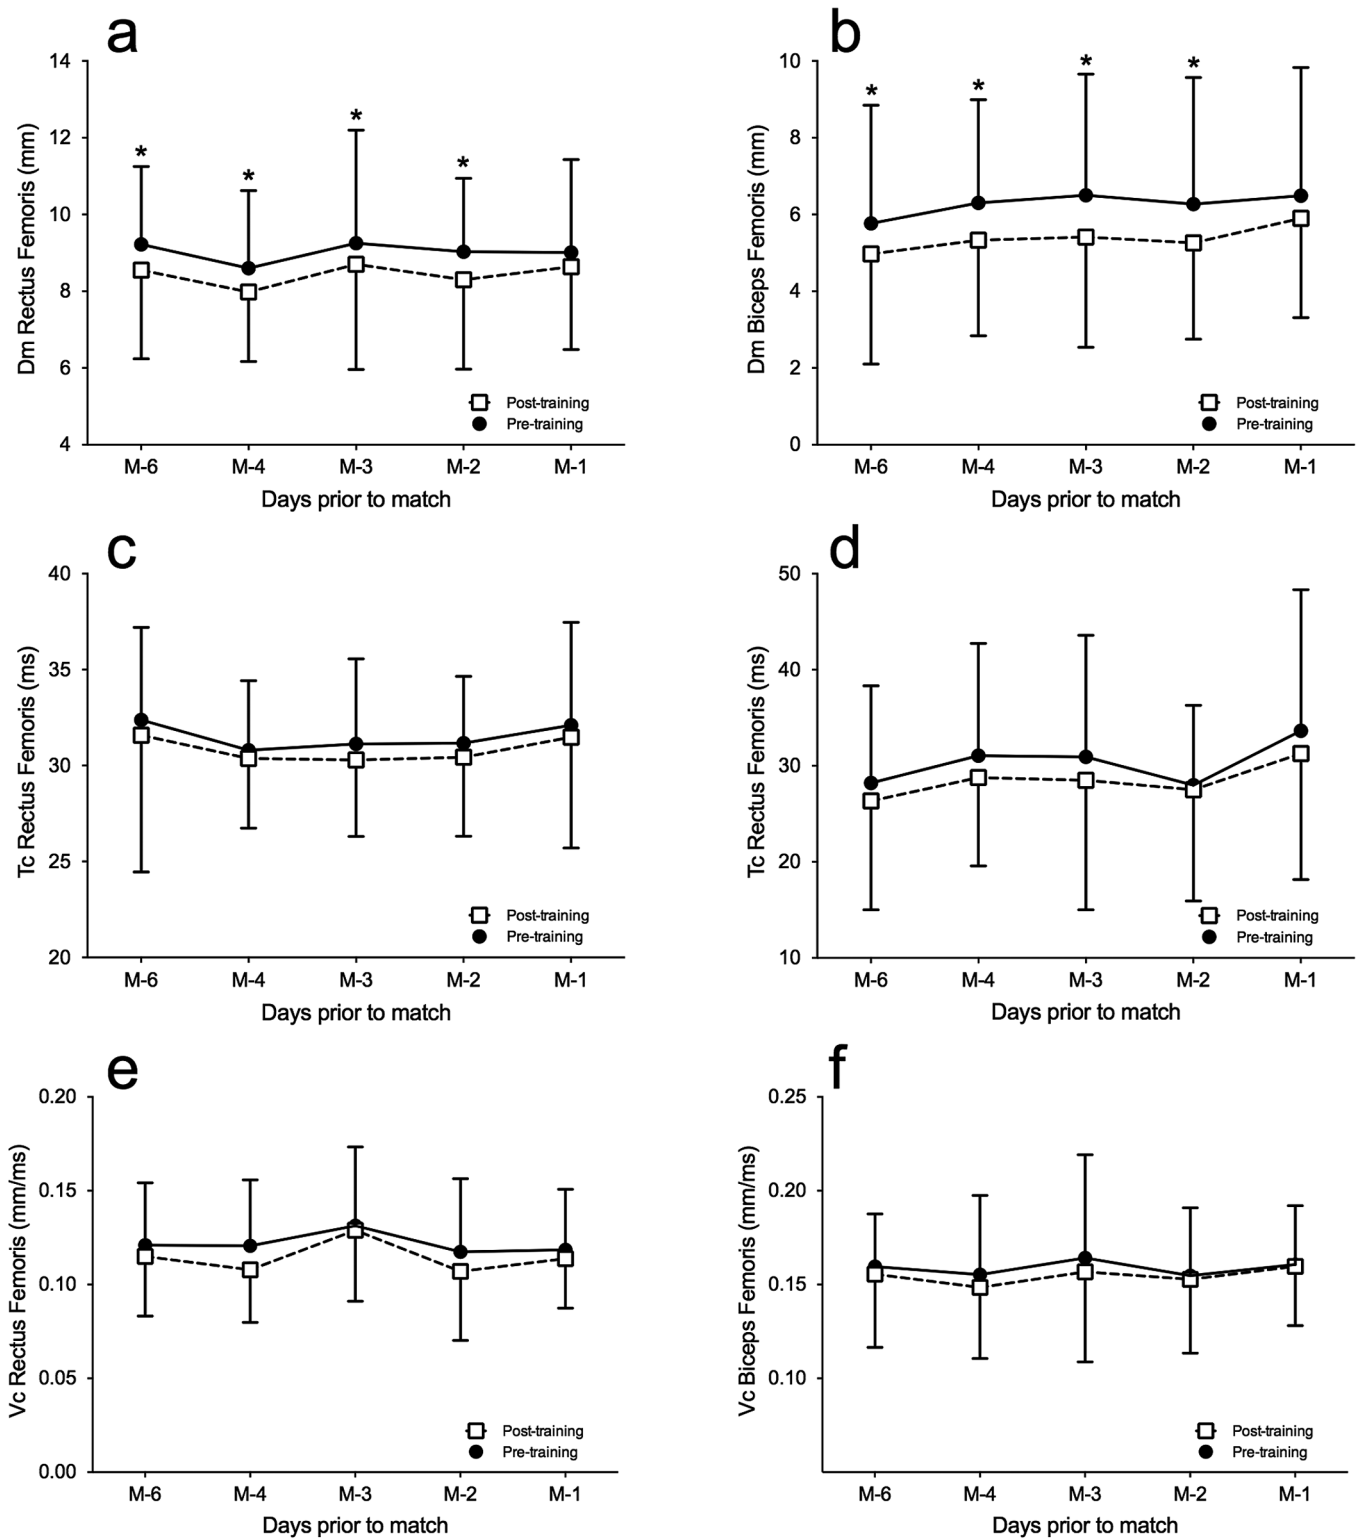 a
14
12
10
8
6
4
Dm Rectus Femoris (mm)
*
*
*
*
Post-training
Pre-training
M-6 M-4 M-3 M-2 M-1
Days prior to match
b
10
8
6
4
2
0
Dm Biceps Femoris (mm)
*
*
*
*
Post-training
Pre-training
M-6 M-4 M-3 M-2 M-1
Days prior to match
c
40
35
30
25
20
Tc Rectus Femoris (ms)
Post-training
Pre-training
M-6 M-4 M-3 M-2 M-1
Days prior to match
d
50
40
30
20
10
Tc Rectus Femoris (ms)
Post-training
Pre-training
M-6 M-4 M-3 M-2 M-1
Days prior to match
e
0.20
0.15
0.10
0.05
0.00
Vc Rectus Femoris (mm/ms)
Post-training
Pre-training
M-6 M-4 M-3 M-2 M-1
Days prior to match
f
0.25
0.20
0.15
0.10
Vc Biceps Femoris (mm/ms)
Post-training
Pre-training
M-6 M-4 M-3 M-2 M-1
Days prior to match